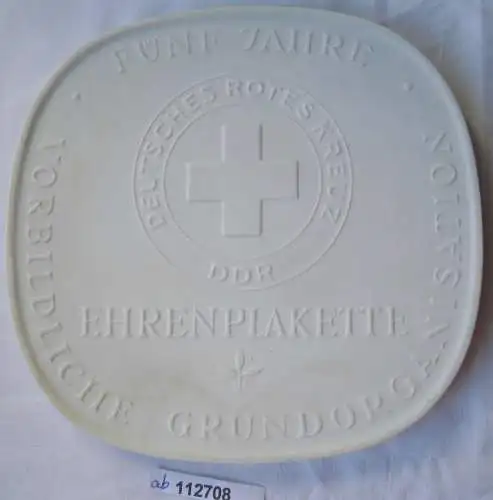 · FÜNF JAHRE ·
DEUTSCHES ROTES KREUZ
DDR
EHRENPLAKETTE
VORBILDLICHE GRUNDORGANISATION
ab 112708